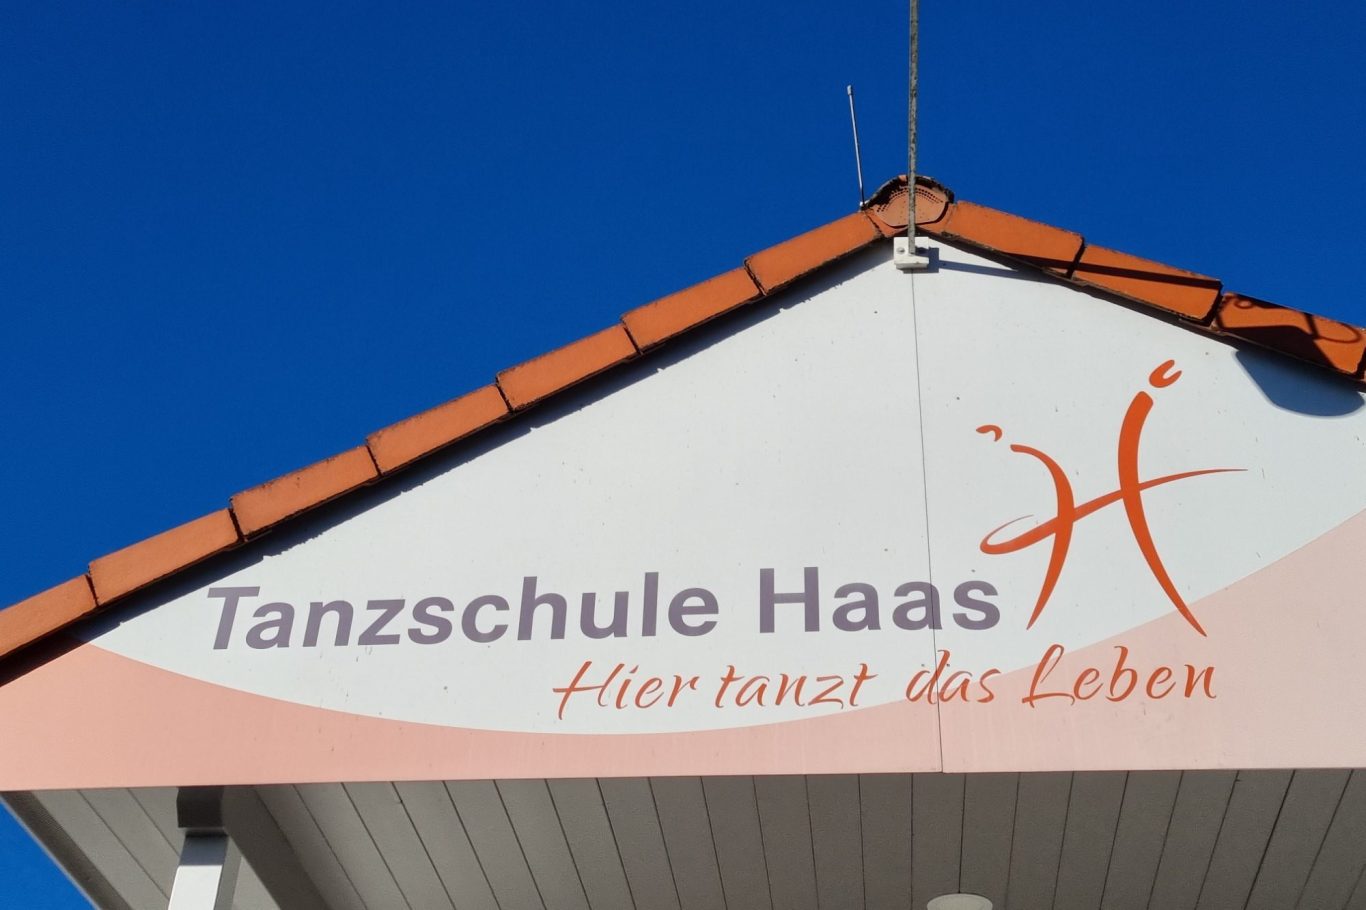 Tanzschule Haas
Hier tanzt das Leben